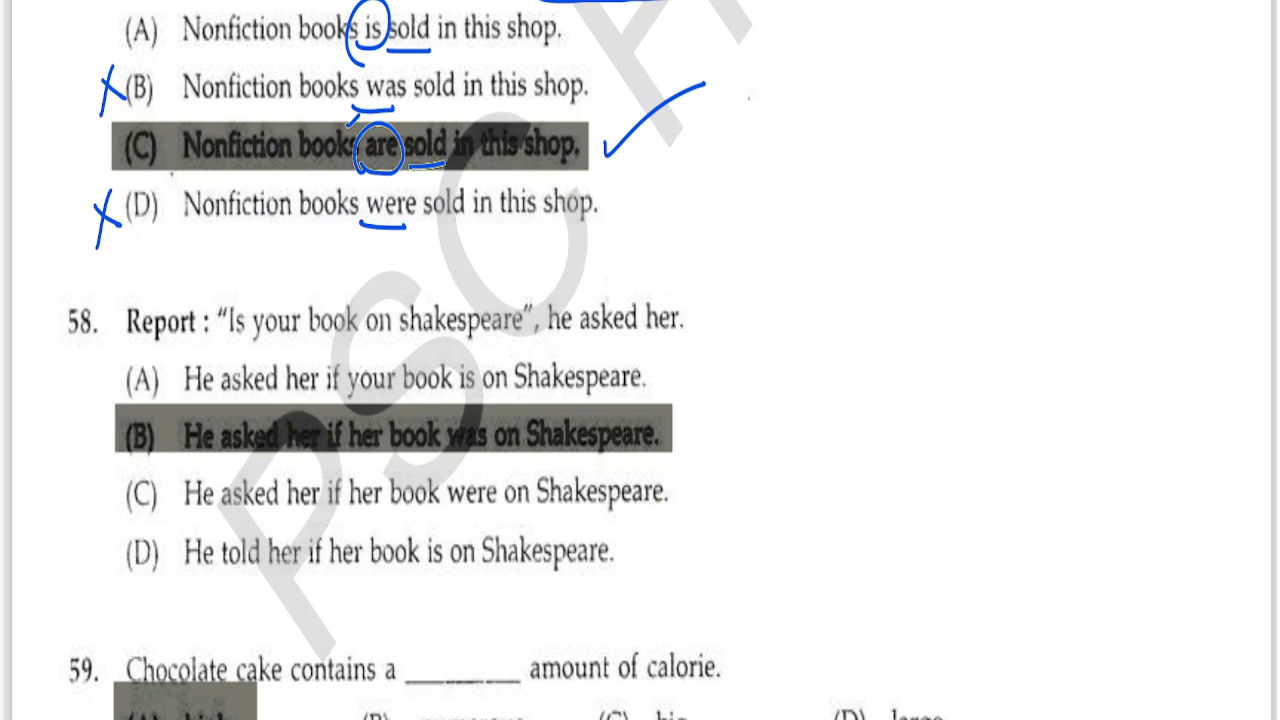 (A) Nonfiction books is sold in this shop.
(B) Nonfiction books was sold in this shop.
(C) Nonfiction books are sold in this shop.
(D) Nonfiction books were sold in this shop.
58. Report : "Is your book on shakespeare", he asked her.
(A) He asked her if your book is on Shakespeare.
(B) He asked her if her book was on Shakespeare.
(C) He asked her if her book were on Shakespeare.
(D) He told her if her book is on Shakespeare.
59. Chocolate cake contains a ________ amount of calorie.
(A) (B) (C) big (D) large
PSC